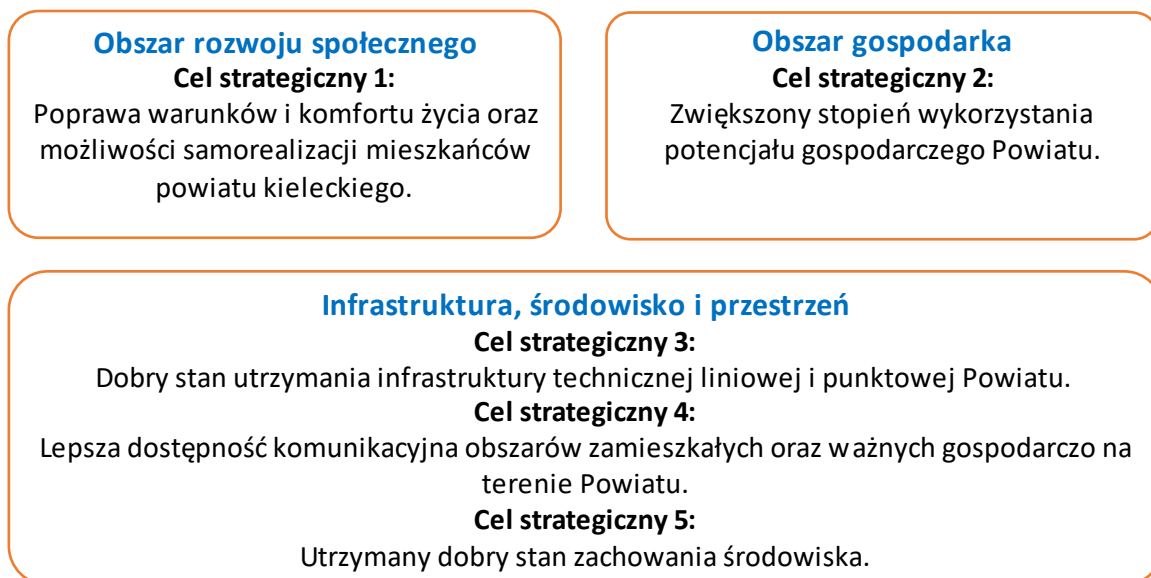 Obszar rozwoju społecznego
Cel strategiczny 1:
Poprawa warunków i komfortu życia oraz
możliwości samorealizacji mieszkańców
powiatu kieleckiego.
Obszar gospodarka
Cel strategiczny 2:
Zwiększony stopień wykorzystania
potencjału gospodarczego Powiatu.
Infrastruktura, środowisko i przestrzeń
Cel strategiczny 3:
Dobry stan utrzymania infrastruktury technicznej liniowej i punktowej Powiatu.
Cel strategiczny 4:
Lepsza dostępność komunikacyjna obszarów zamieszkałych oraz ważnych gospodarczo na
terenie Powiatu.
Cel strategiczny 5:
Utrzymany dobry stan zachowania środowiska.